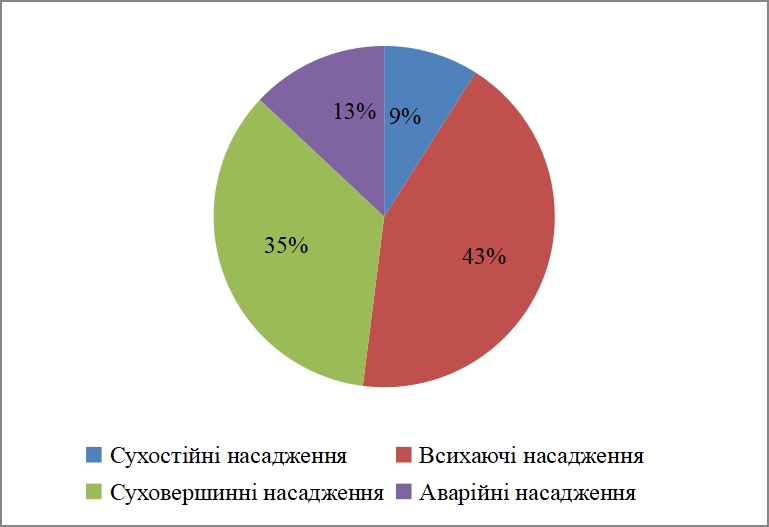 13%
9%
35%
43%
Сухостійні насадження
Всихаючі насадження
Суховершинні насадження
Аварійні насадження